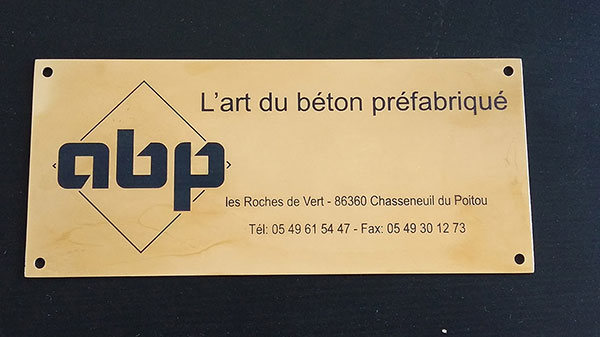 L'art du béton préfabriqué
abp
les Roches de Vert - 86360 Chasseneuil du Poitou
Tél: 05 49 61 54 47 - Fax: 05 49 30 12 73